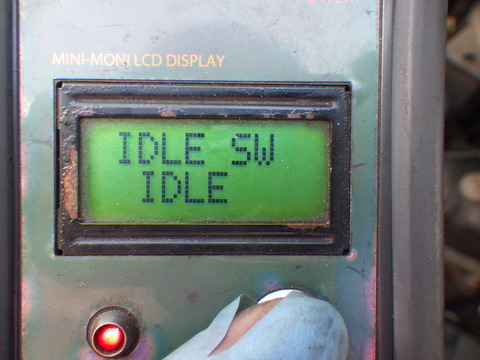 MINI-MONI LCD DISPLAY
IDLE SW
IDLE